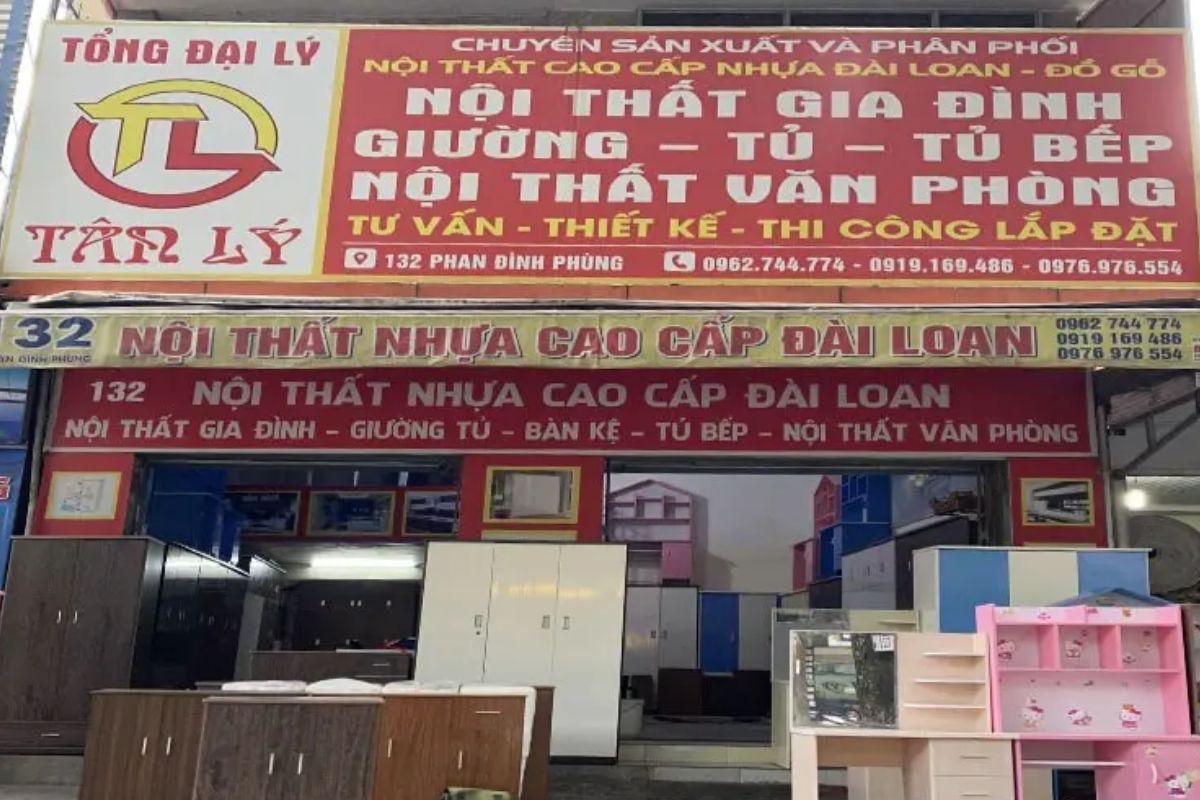 TỔNG ĐẠI LÝ
TL
TÂN LÝ
CHUYÊN SẢN XUẤT VÀ PHÂN PHỐI
NỘI THẤT CAO CẤP NHỰA ĐÀI LOAN - ĐỒ GỖ
NỘI THẤT GIA ĐÌNH
GIƯỜNG – TỦ – TỦ BẾP
NỘI THẤT VĂN PHÒNG
TƯ VẤN - THIẾT KẾ - THI CÔNG LẮP ĐẶT
132 PHAN ĐÌNH PHÙNG 0962.744.774 - 0919.169.486 - 0976.976.554
32 NỘI THẤT NHỰA CAO CẤP ĐÀI LOAN
ĐÌNH PHÙNG
0962 744 774
0919 169 486
0976 976 554
132 NỘI THẤT NHỰA CAO CẤP ĐÀI LOAN
NỘI THẤT GIA ĐÌNH – GIƯỜNG TỦ – BÀN KỆ – TỦ BẾP – NỘI THẤT VĂN PHÒNG